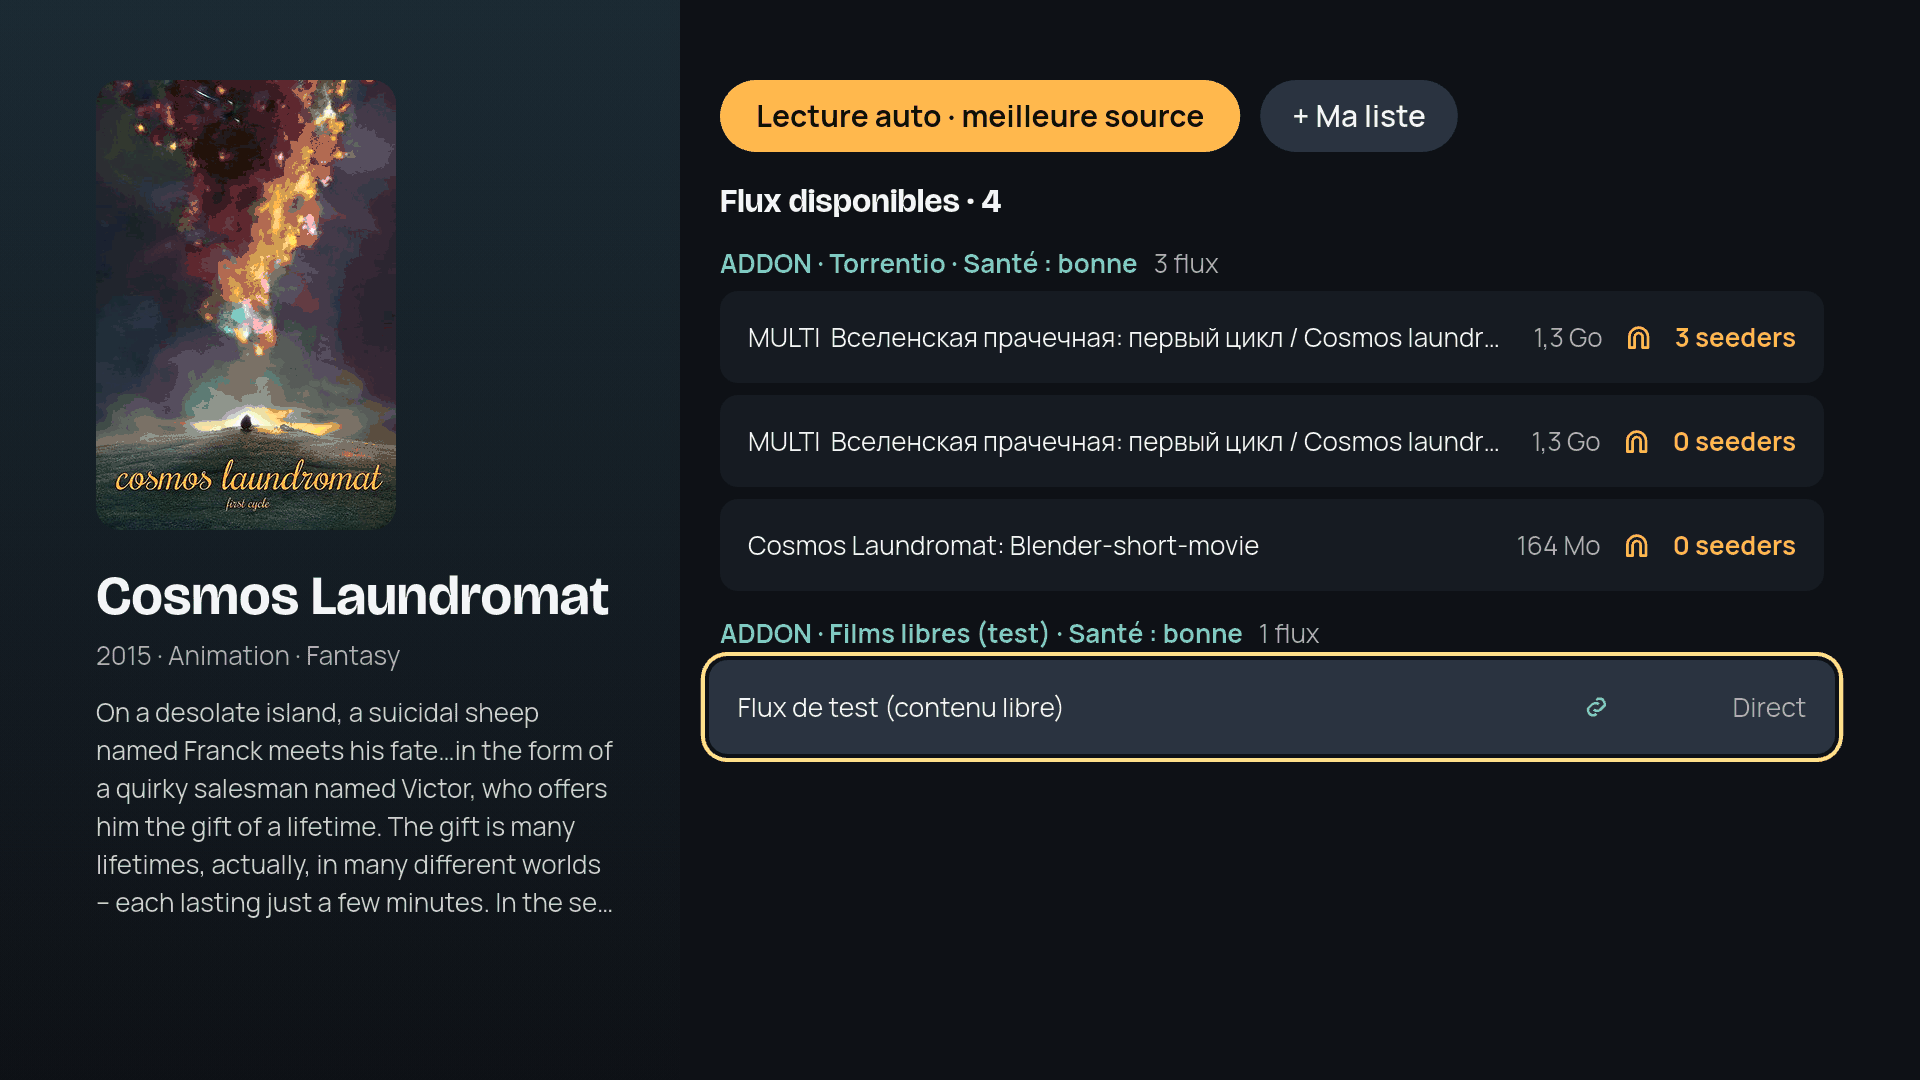 cosmos laundromat
first cycle
Cosmos Laundromat
2015 · Animation · Fantasy
On a desolate island, a suicidal sheep
named Franck meets his fate…in the form of
a quirky salesman named Victor, who offers
him the gift of a lifetime. The gift is many
lifetimes, actually, in many different worlds
– each lasting just a few minutes. In the se…
Lecture auto · meilleure source
+ Ma liste
Flux disponibles · 4
ADDON · Torrentio · Santé : bonne 3 flux
MULTI Вселенская прачечная: первый цикл / Cosmos laundr… 1,3 Go 3 seeders
MULTI Вселенская прачечная: первый цикл / Cosmos laundr… 1,3 Go 0 seeders
Cosmos Laundromat: Blender-short-movie 164 Mo 0 seeders
ADDON · Films libres (test) · Santé : bonne 1 flux
Flux de test (contenu libre) Direct